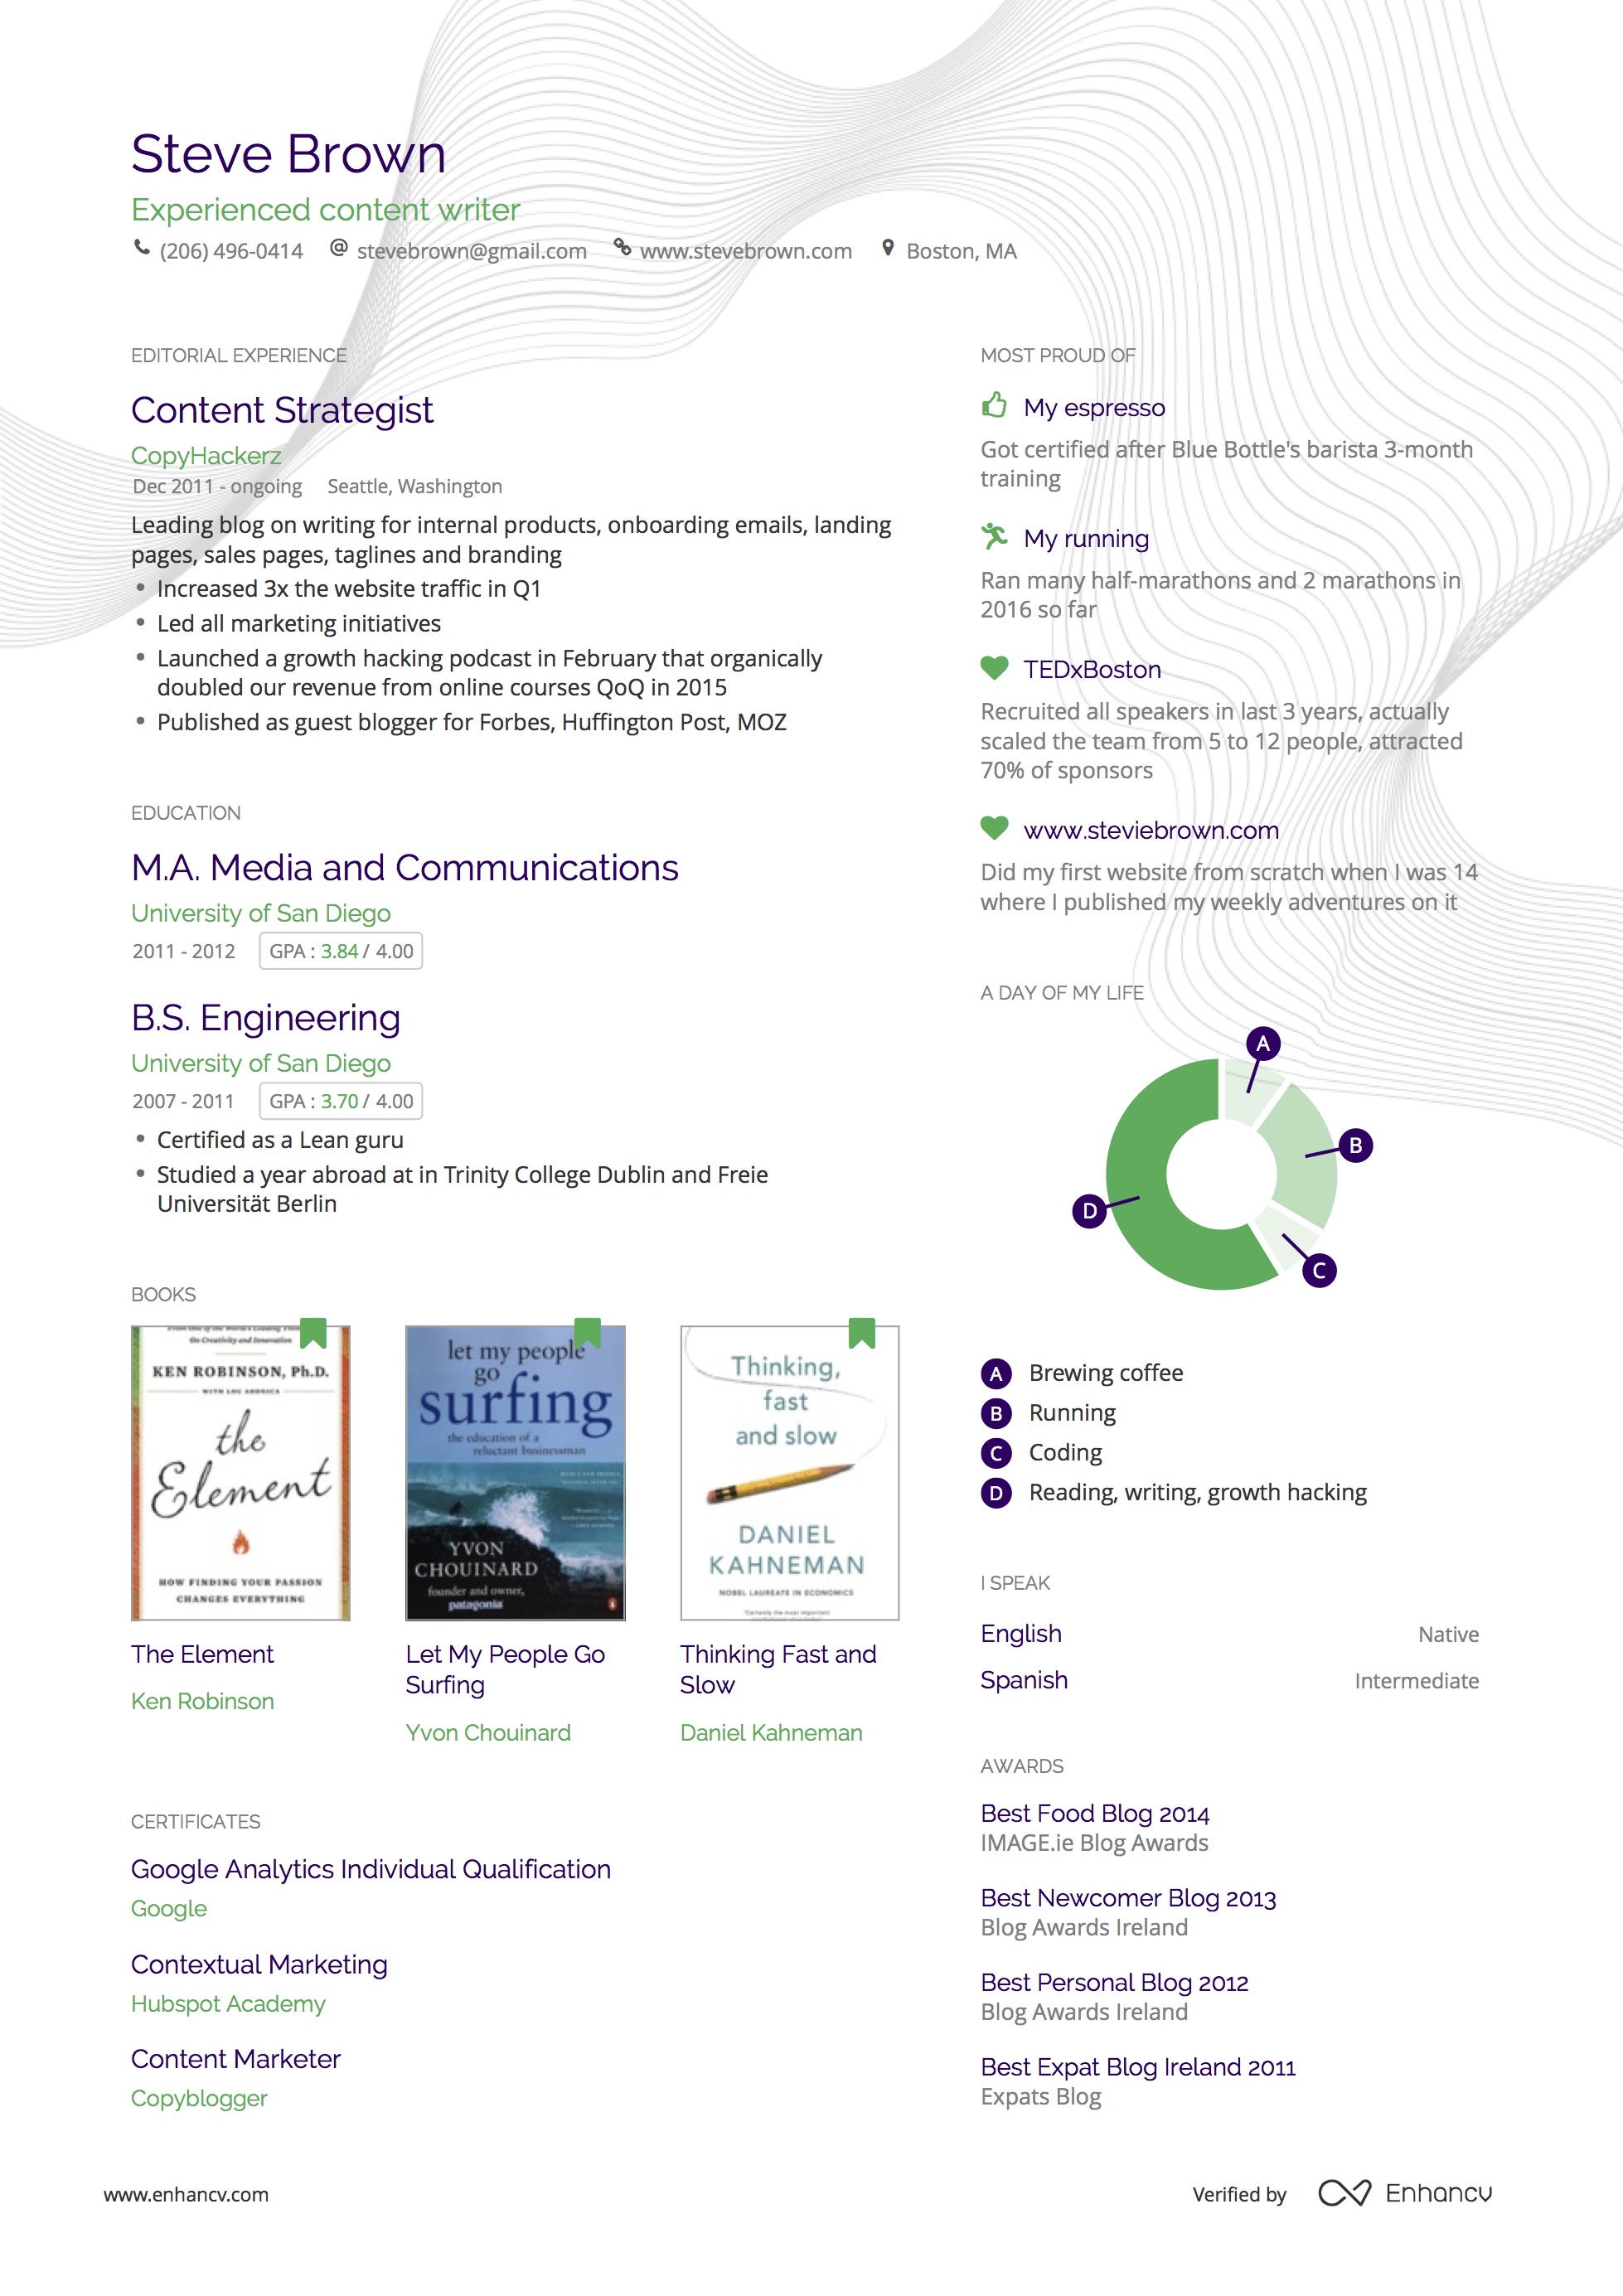 Steve Brown
Experienced content writer
(206) 496-0414 @ stevebrown@gmail.com www.stevebrown.com Boston, MA
EDITORIAL EXPERIENCE
Content Strategist
CopyHackerz
Dec 2011 - ongoing Seattle, Washington
Leading blog on writing for internal products, onboarding emails, landing
pages, sales pages, taglines and branding
• Increased 3x the website traffic in Q1
• Led all marketing initiatives
• Launched a growth hacking podcast in February that organically
doubled our revenue from online courses QoQ in 2015
• Published as guest blogger for Forbes, Huffington Post, MOZ
EDUCATION
M.A. Media and Communications
University of San Diego
2011 - 2012 GPA : 3.84 / 4.00
B.S. Engineering
University of San Diego
2007 - 2011 GPA : 3.70 / 4.00
• Certified as a Lean guru
• Studied a year abroad at in Trinity College Dublin and Freie
Universität Berlin
BOOKS
On Creativity and Innovation
KEN ROBINSON, Ph.D.
WITH LOU ARONICA
the
Element
HOW FINDING YOUR PASSION
CHANGES EVERYTHING
The Element
Ken Robinson
let my people
go
surfing
the education of a
reluctant businessman
YVON
CHOUINARD
founder and owner,
patagonia
Let My People Go
Surfing
Yvon Chouinard
Thinking,
fast
and slow
DANIEL
KAHNEMAN
NOBEL LAUREATE IN ECONOMICS
Thinking Fast and
Slow
Daniel Kahneman
CERTIFICATES
Google Analytics Individual Qualification
Google
Contextual Marketing
Hubspot Academy
Content Marketer
Copyblogger
MOST PROUD OF
My espresso
Got certified after Blue Bottle's barista 3-month
training
My running
Ran many half-marathons and 2 marathons in
2016 so far
TEDxBoston
Recruited all speakers in last 3 years, actually
scaled the team from 5 to 12 people, attracted
70% of sponsors
www.steviebrown.com
Did my first website from scratch when I was 14
where I published my weekly adventures on it
A DAY OF MY LIFE
A
B
D
C
A Brewing coffee
B Running
C Coding
D Reading, writing, growth hacking
I SPEAK
English Native
Spanish Intermediate
AWARDS
Best Food Blog 2014
IMAGE.ie Blog Awards
Best Newcomer Blog 2013
Blog Awards Ireland
Best Personal Blog 2012
Blog Awards Ireland
Best Expat Blog Ireland 2011
Expats Blog
www.enhancv.com
Verified by Enhancv